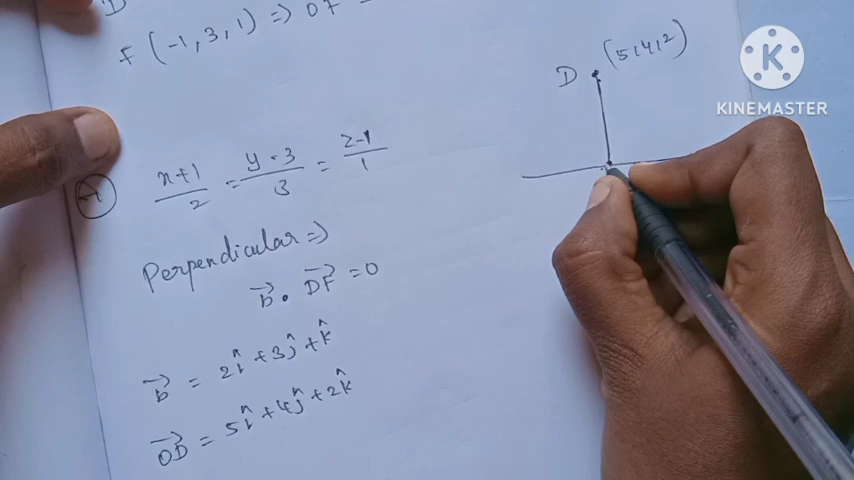 D
F (-1, 3, 1) => OF
D (5,4,2)
K
KINEMASTER
A x+1/2 = y-3/3 = z-1/1
Perpendicular =>
b⃗ . DF⃗ = 0
b⃗ = 2î + 3ĵ + k̂
OD⃗ = 5î + 4ĵ + 2k̂